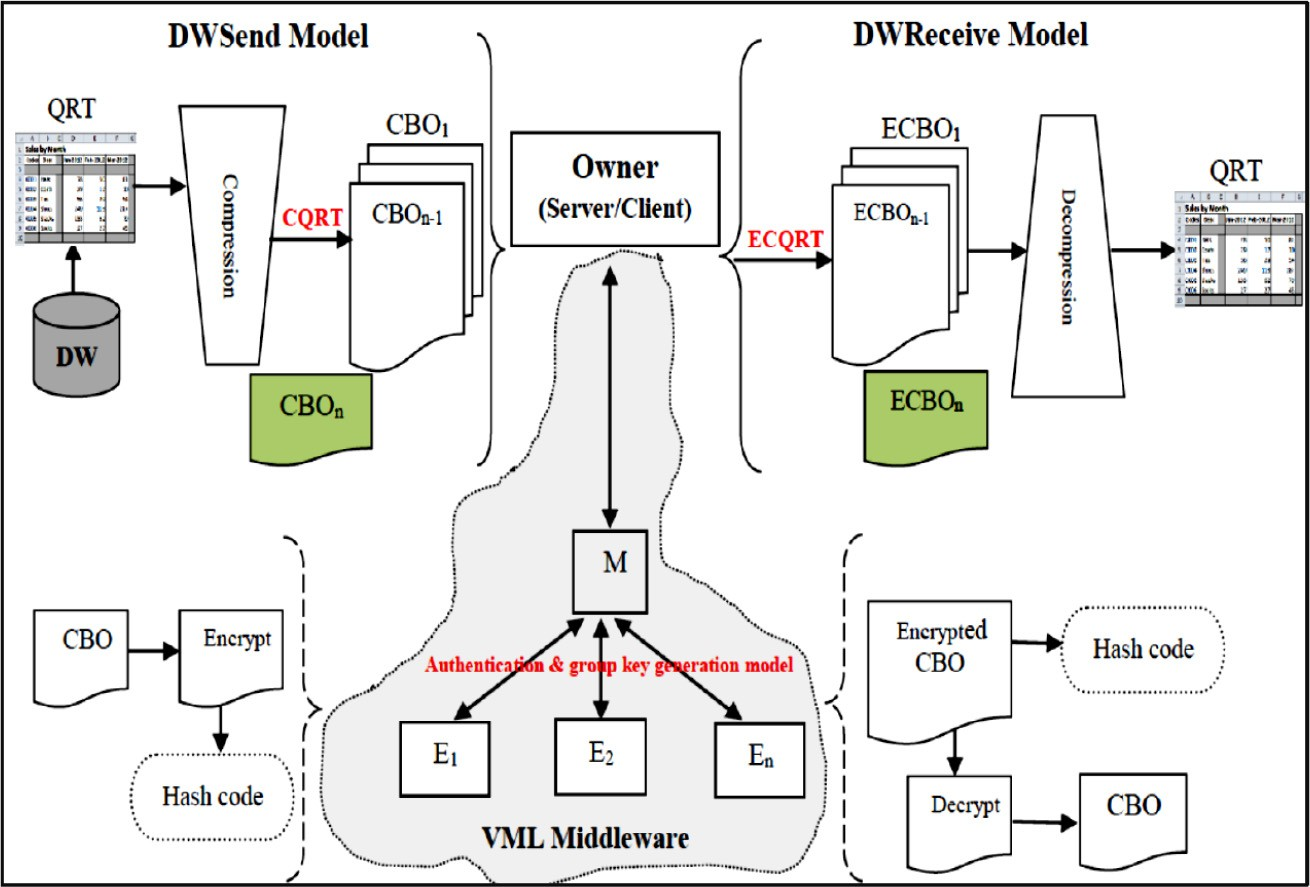 DWSend Model
DWReceive Model
QRT
Sales by Month
DW
Compression
CQRT
CBO1
CBOn-1
CBOn
Owner
(Server/Client)
ECQRT
ECBO1
ECBOn-1
ECBOn
Decompression
QRT
Sales by Month
M
Authentication & group key generation model
E1
E2
En
VML Middleware
CBO
Encrypt
Hash code
Encrypted
CBO
Hash code
Decrypt
CBO